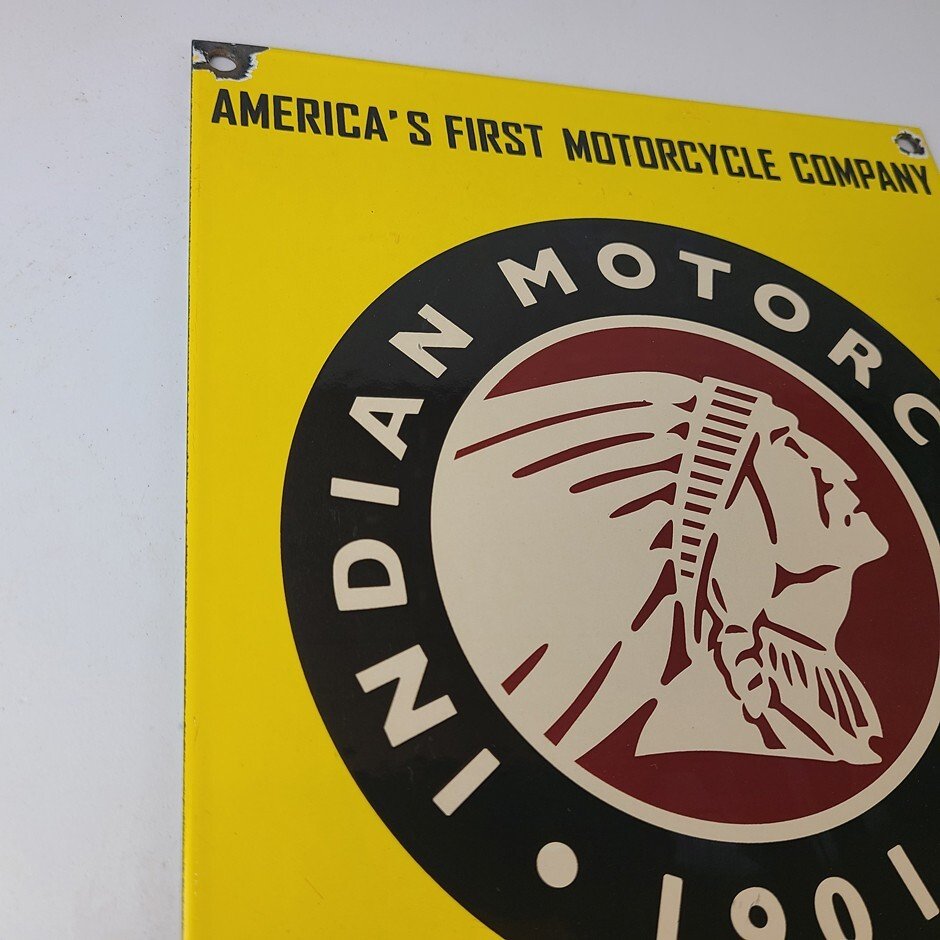 AMERICA'S FIRST MOTORCYCLE COMPANY
INDIAN MOTORC
1901